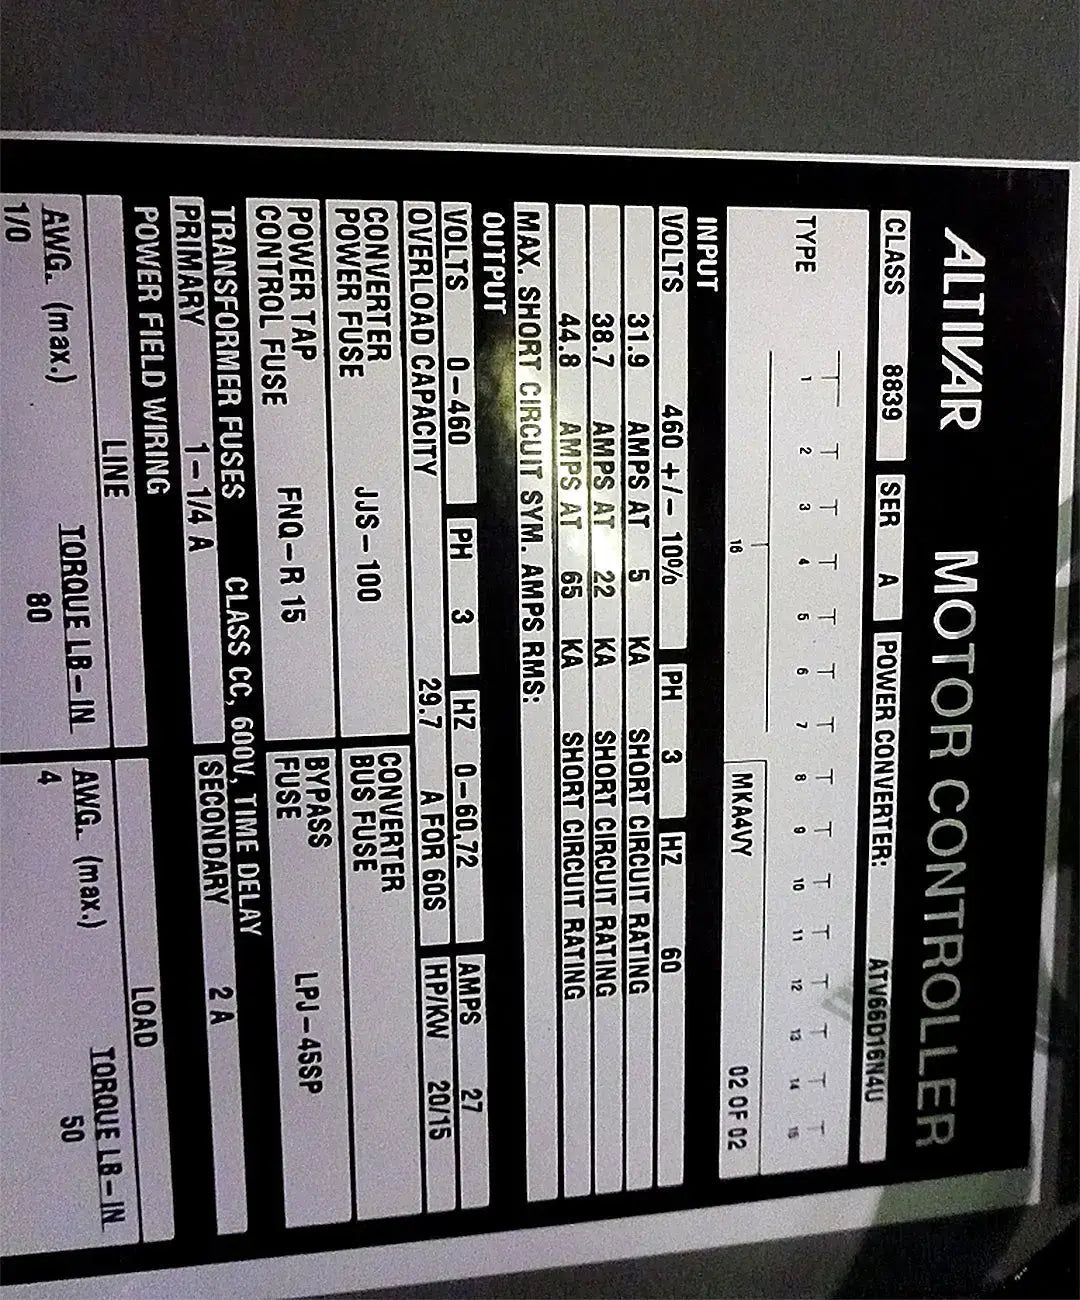 ALTIVAR MOTOR CONTROLLER
CLASS 8839 SER A POWER CONVERTER: ATV66D16N4U
TYPE
1 2 3 4 5 6 7 8 9 10 11 12 13 14 15
16 MKA4VY 02 OF 02
INPUT
VOLTS 460 +/- 10% PH 3 HZ 60
31.9 AMPS AT 5 KA SHORT CIRCUIT RATING
38.7 AMPS AT 22 KA SHORT CIRCUIT RATING
44.8 AMPS AT 65 KA SHORT CIRCUIT RATING
MAX. SHORT CIRCUIT SYM. AMPS RMS:
OUTPUT
VOLTS 0-460 PH 3 HZ 0-60,72 AMPS 27
OVERLOAD CAPACITY 29.7 A FOR 60S HP/KW 20/15
CONVERTER CONVERTER
POWER FUSE JJS-100 BUS FUSE
POWER TAP BYPASS
CONTROL FUSE FNQ-R 15 FUSE LPJ-45SP
TRANSFORMER FUSES CLASS CC, 600V, TIME DELAY
PRIMARY 1-1/4 A SECONDARY 2 A
POWER FIELD WIRING
LINE LOAD
AWG. (max.) TORQUE LB-IN AWG. (max.) TORQUE LB-IN
1/0 80 4 50